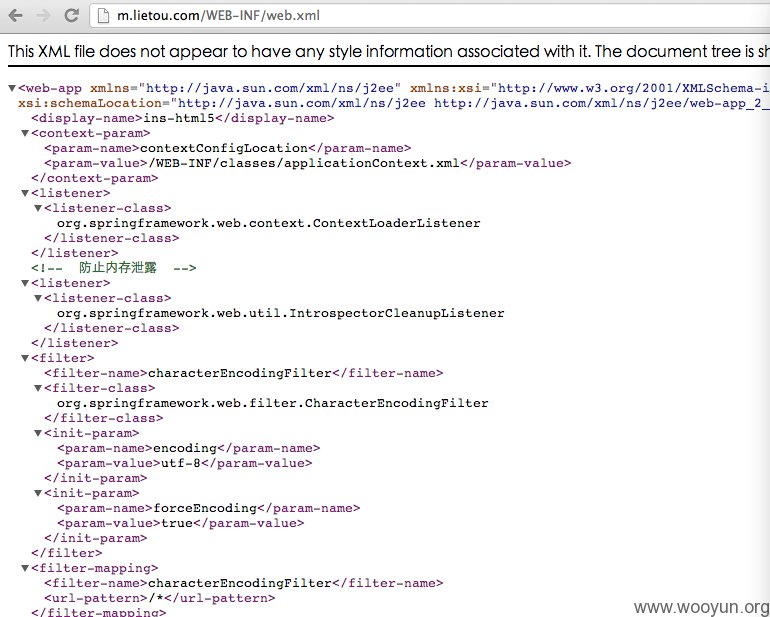 m.lietou.com/WEB-INF/web.xml
This XML file does not appear to have any style information associated with it. The document tree is
▼<web-app xmlns="http://java.sun.com/xml/ns/j2ee" xmlns:xsi="http://www.w3.org/2001/XMLSchema-i
xsi:schemaLocation="http://java.sun.com/xml/ns/j2ee http://java.sun.com/xml/ns/j2ee/web-app_2_
<display-name>ins-html5</display-name>
▼<context-param>
<param-name>contextConfigLocation</param-name>
<param-value>/WEB-INF/classes/applicationContext.xml</param-value>
</context-param>
▼<listener>
▼<listener-class>
org.springframework.web.context.ContextLoaderListener
</listener-class>
</listener>
<!-- 防止内存泄露 -->
▼<listener>
▼<listener-class>
org.springframework.web.util.IntrospectorCleanupListener
</listener-class>
</listener>
▼<filter>
<filter-name>characterEncodingFilter</filter-name>
▼<filter-class>
org.springframework.web.filter.CharacterEncodingFilter
</filter-class>
▼<init-param>
<param-name>encoding</param-name>
<param-value>utf-8</param-value>
</init-param>
▼<init-param>
<param-name>forceEncoding</param-name>
<param-value>true</param-value>
</init-param>
</filter>
▼<filter-mapping>
<filter-name>characterEncodingFilter</filter-name>
<url-pattern>/*</url-pattern>
</filter-mapping>
www.wooyun.org